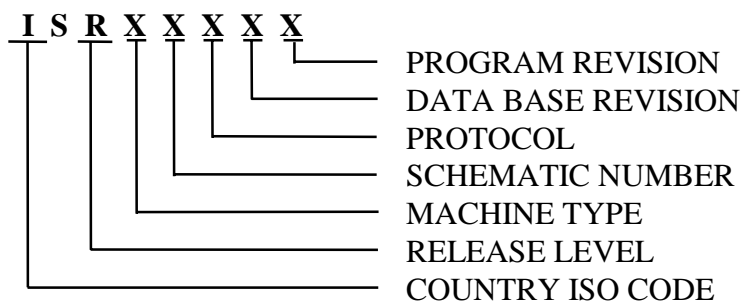 I S R X X X X X
PROGRAM REVISION
DATA BASE REVISION
PROTOCOL
SCHEMATIC NUMBER
MACHINE TYPE
RELEASE LEVEL
COUNTRY ISO CODE